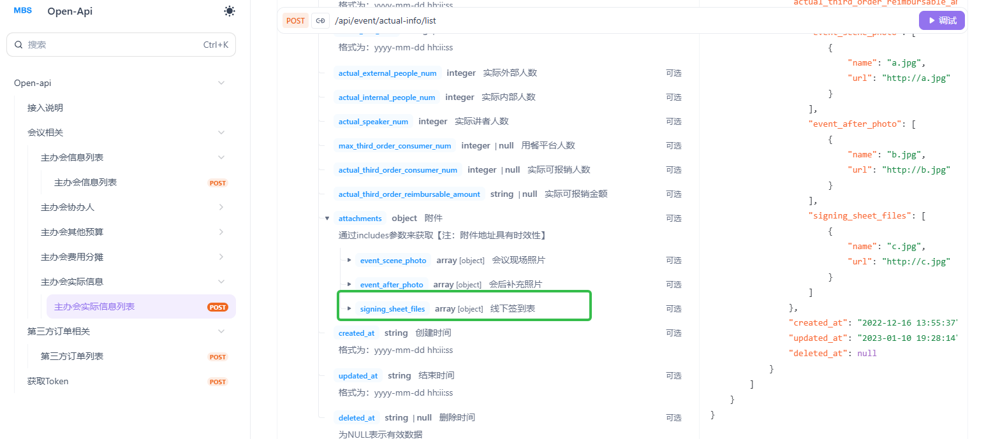 MBS Open-Api
搜索 Ctrl+K
Open-api
接入说明
会议相关
主办会信息列表
主办会信息列表 POST
主办会协办人
主办会其他预算
主办会费用分摊
主办会实际信息
主办会实际信息列表 POST
第三方订单相关
第三方订单列表 POST
获取Token POST
POST /api/event/actual-info/list 调试
格式为：yyyy-mm-dd hh:ii:ss
格式为：yyyy-mm-dd hh:ii:ss
actual_external_people_num integer 实际外部人数 可选
actual_internal_people_num integer 实际内部人数 可选
actual_speaker_num integer 实际讲者人数 可选
max_third_order_consumer_num integer | null 用餐平台人数 可选
actual_third_order_consumer_num integer | null 实际可报销人数 可选
actual_third_order_reimbursable_amount string | null 实际可报销金额 可选
attachments object 附件 可选
通过includes参数来获取【注：附件地址具有时效性】
event_scene_photo array [object] 会议现场照片 可选
event_after_photo array [object] 会后补充照片 可选
signing_sheet_files array [object] 线下签到表 可选
created_at string 创建时间 可选
格式为：yyyy-mm-dd hh:ii:ss
updated_at string 结束时间 可选
格式为：yyyy-mm-dd hh:ii:ss
deleted_at string | null 删除时间 可选
为NULL表示有效数据
"actual_third_order_reimbursable_am
"event_scene_photo": [
{
"name": "a.jpg",
"url": "http://a.jpg"
}
],
"event_after_photo": [
{
"name": "b.jpg",
"url": "http://b.jpg"
}
],
"signing_sheet_files": [
{
"name": "c.jpg",
"url": "http://c.jpg"
}
]
},
"created_at": "2022-12-16 13:55:37"
"updated_at": "2023-01-10 19:28:14"
"deleted_at": null
}
]
}
}